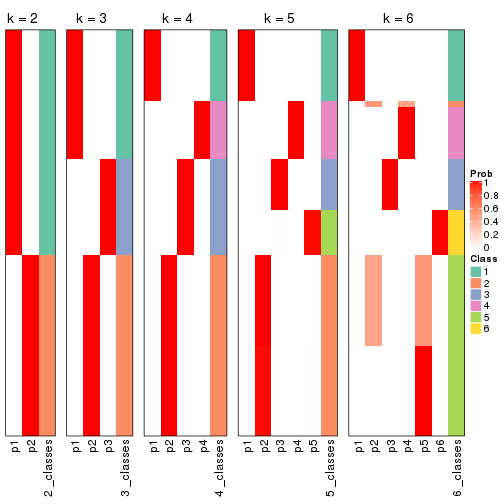 k = 2
k = 3
k = 4
k = 5
k = 6
p1
p2
2_classes
p1
p2
p3
3_classes
p1
p2
p3
p4
4_classes
p1
p2
p3
p4
p5
5_classes
p1
p2
p3
p4
p5
p6
6_classes
Prob
1
0.8
0.6
0.4
0.2
0
Class
1
2
3
4
5
6